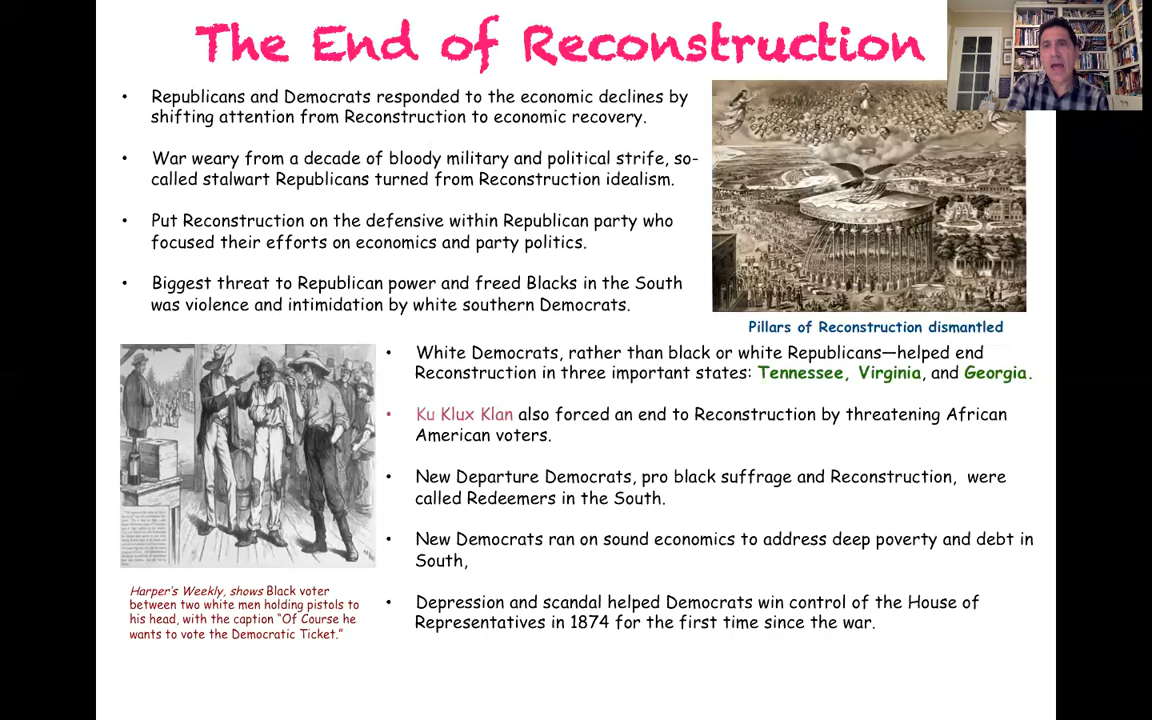 The End of Reconstruction
• Republicans and Democrats responded to the economic declines by
shifting attention from Reconstruction to economic recovery.
• War weary from a decade of bloody military and political strife, so-
called stalwart Republicans turned from Reconstruction idealism.
• Put Reconstruction on the defensive within Republican party who
focused their efforts on economics and party politics.
• Biggest threat to Republican power and freed Blacks in the South
was violence and intimidation by white southern Democrats.
Pillars of Reconstruction dismantled
• White Democrats, rather than black or white Republicans—helped end
Reconstruction in three important states: Tennessee, Virginia, and Georgia.
• Ku Klux Klan also forced an end to Reconstruction by threatening African
American voters.
• New Departure Democrats, pro black suffrage and Reconstruction, were
called Redeemers in the South.
• New Democrats ran on sound economics to address deep poverty and debt in
South,
• Depression and scandal helped Democrats win control of the House of
Representatives in 1874 for the first time since the war.
Harper's Weekly, shows Black voter
between two white men holding pistols to
his head, with the caption “Of Course he
wants to vote the Democratic Ticket.”